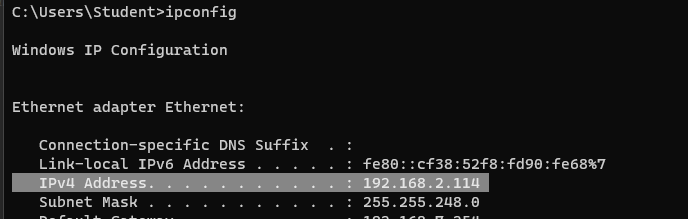 C:\Users\Student>ipconfig
Windows IP Configuration
Ethernet adapter Ethernet:
Connection-specific DNS Suffix  . :
Link-local IPv6 Address . . . . . : fe80::cf38:52f8:fd90:fe68%7
IPv4 Address. . . . . . . . . . . : 192.168.2.114
Subnet Mask . . . . . . . . . . . : 255.255.248.0
Default Gateway . . . . . . . . . : 192.168.7.254